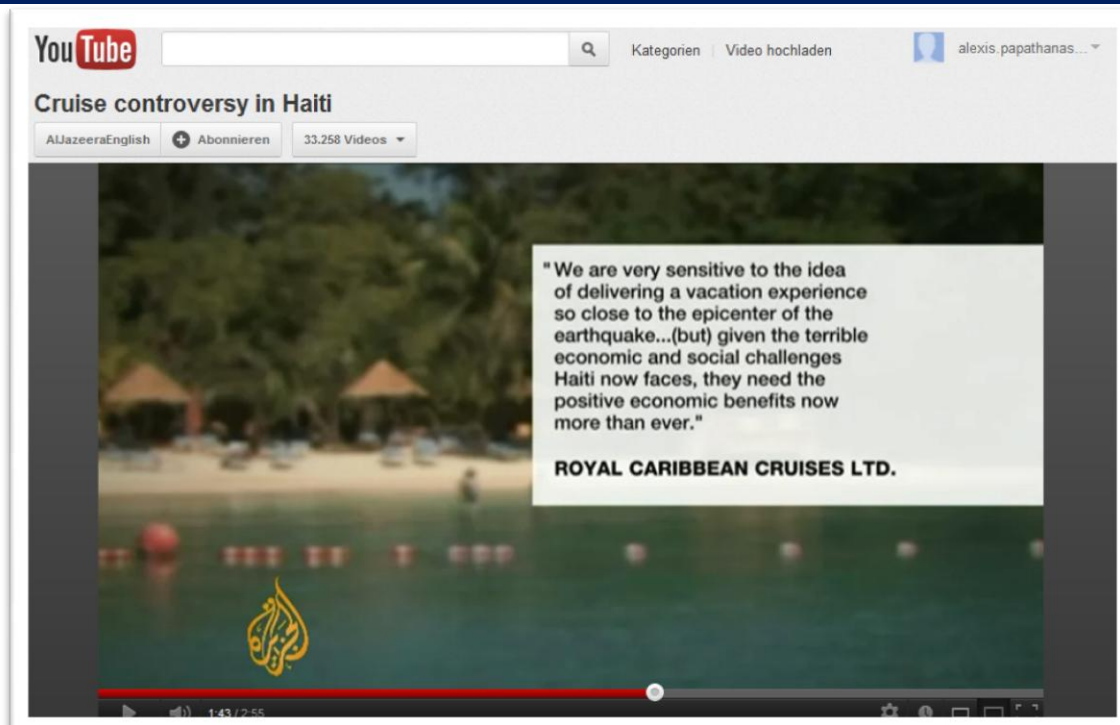 YouTube
Kategorien | Video hochladen
alexis.papathanas...
Cruise controversy in Haiti
AlJazeeraEnglish
Abonnieren
33.258 Videos
"We are very sensitive to the idea
of delivering a vacation experience
so close to the epicenter of the
earthquake...(but) given the terrible
economic and social challenges
Haiti now faces, they need the
positive economic benefits now
more than ever."
ROYAL CARIBBEAN CRUISES LTD.
الجزيرة
1:43 / 2:55